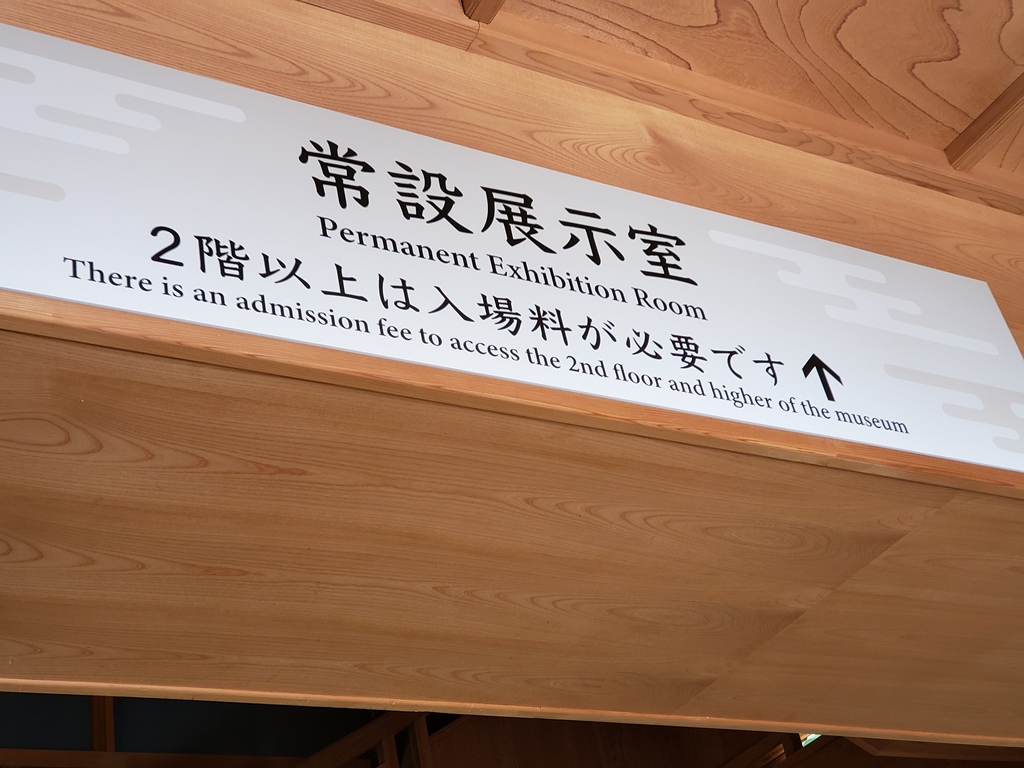 常設展示室
Permanent Exhibition Room
2階以上は入場料が必要です↑
There is an admission fee to access the 2nd floor and higher of the museum